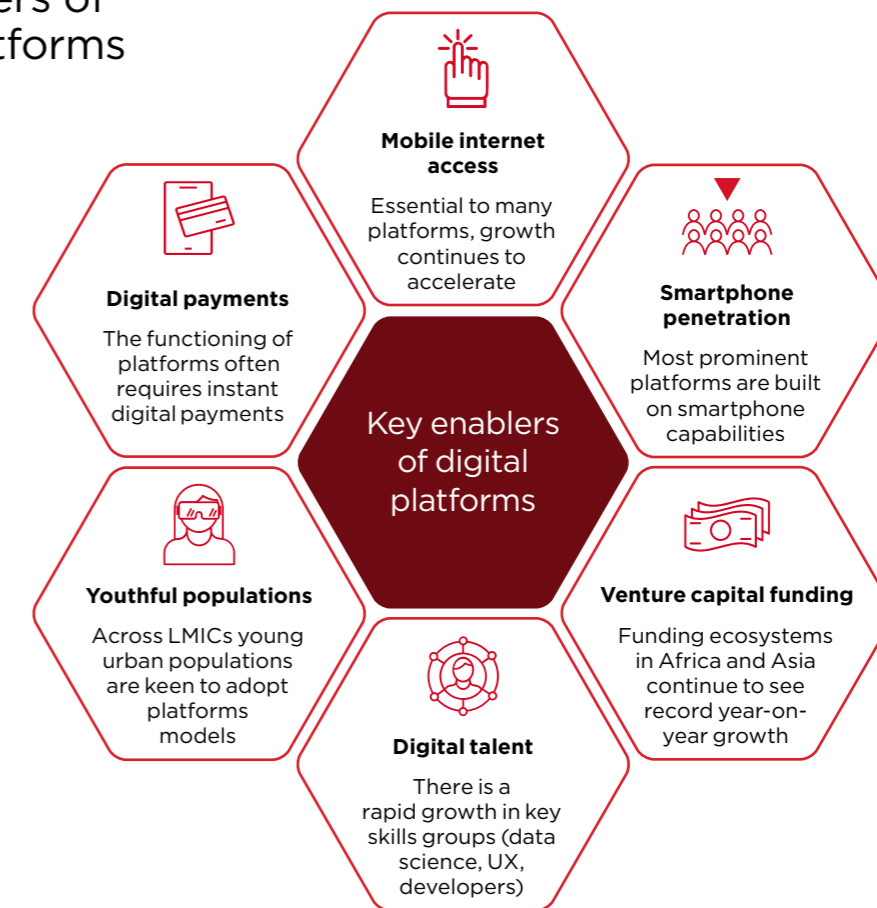 tforms
Mobile internet
access
Essential to many
platforms, growth
continues to
accelerate
Smartphone
penetration
Most prominent
platforms are built
on smartphone
capabilities
Venture capital funding
Funding ecosystems
in Africa and Asia
continue to see
record year-on-
year growth
Digital talent
There is a
rapid growth in key
skills groups (data
science, UX,
developers)
Youthful populations
Across LMICs young
urban populations
are keen to adopt
platforms
models
Digital payments
The functioning of
platforms often
requires instant
digital payments
Key enablers
of digital
platforms